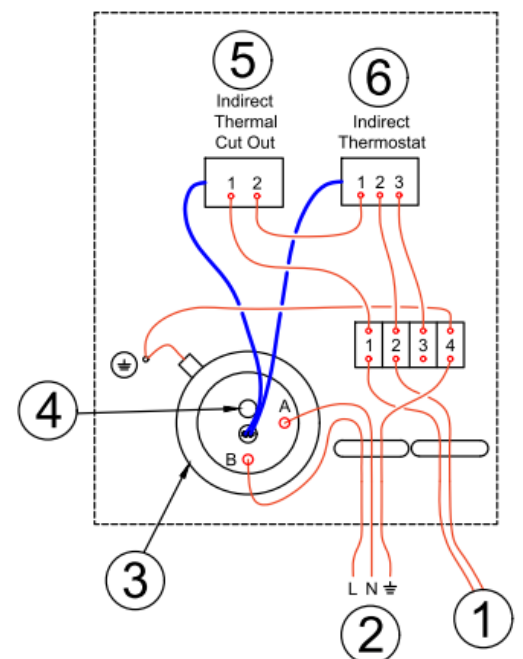 5
6
Indirect
Thermal
Cut Out
Indirect
Thermostat
1 2
1 2 3
1 2 3 4
4
A
B
3
L N
2
1